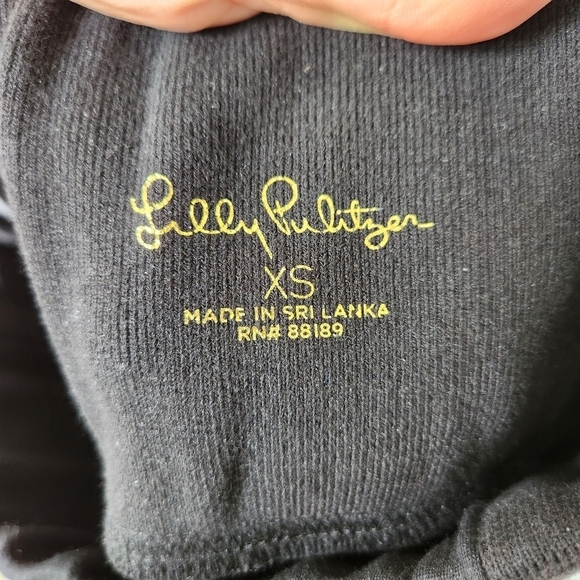 Lilly Pulitzer
XS
MADE IN SRI LANKA
RN# 88189